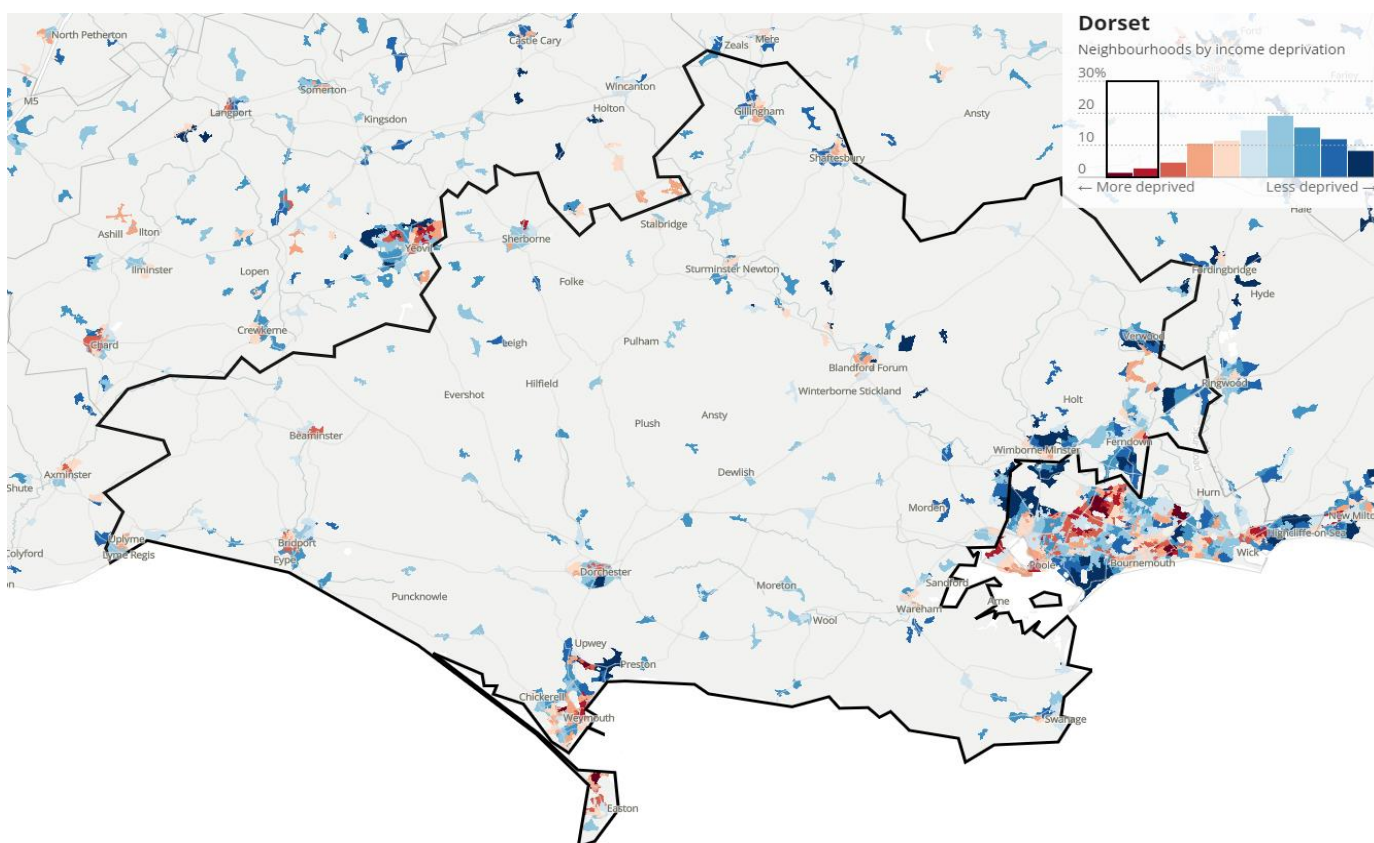 Dorset
Neighbourhoods by income deprivation
30%
20
10
0
← More deprived
Less deprived →
North Petherton
Castle Cary
Zeals
Mere
M5
Somerton
Wincanton
Langport
Holton
Gillingham
Kingsdon
Ansty
Shaftesbury
Hale
Ashill
Ilton
Yeovil
Sherborne
Stalbridge
Ilminster
Lopen
Folke
Sturminster Newton
Fordingbridge
Hyde
Crewkerne
Chard
Leigh
Pulham
Verwood
Hilfield
Blandford Forum
Evershot
Winterborne Stickland
Ringwood
Holt
Plush
Ansty
Beaminster
Ferndown
Wimborne Minster
Axminster
Shute
Dewlish
Hurn
Morden
New Milto
Highcliffe-on-Sea
Uplyme
Lyme Regis
Colyford
Bridport
Eype
Wick
Poole
Bournemouth
Dorchester
Sandford
Moreton
Puncknowle
Arne
Wareham
Wool
Upwey
Preston
Chickerell
Weymouth
Swanage
Easton